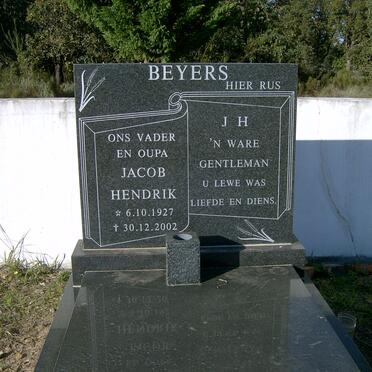 BEYERS
HIER RUS
ONS VADER
EN OUPA
JACOB
HENDRIK
* 6.10.1927
† 30.12.2002
J H
'N WARE
GENTLEMAN
U LEWE WAS
LIEFDE EN DIENS.